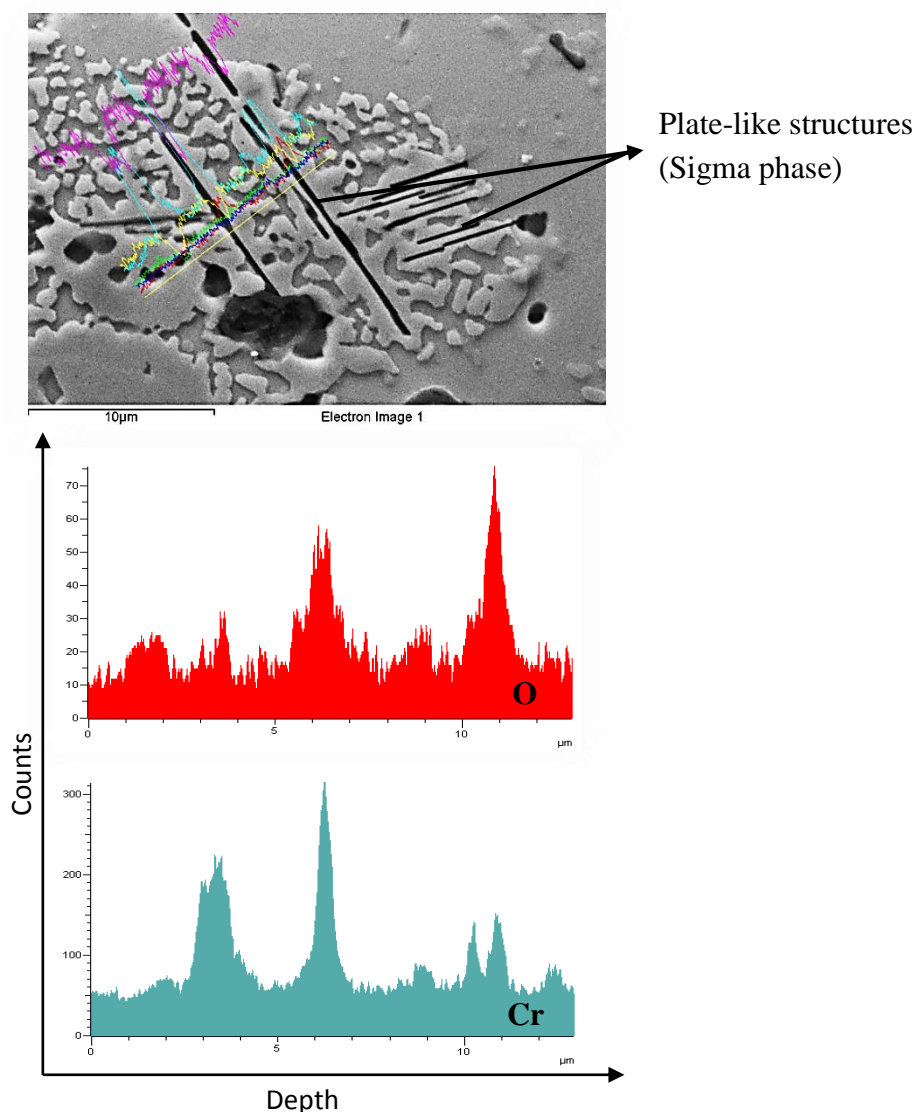 Plate-like structures
(Sigma phase)
10µm
Electron Image 1
70
60
50
40
30
20
10
0
O
0
5
10
µm
Counts
300
200
100
0
Cr
0
5
10
µm
Depth